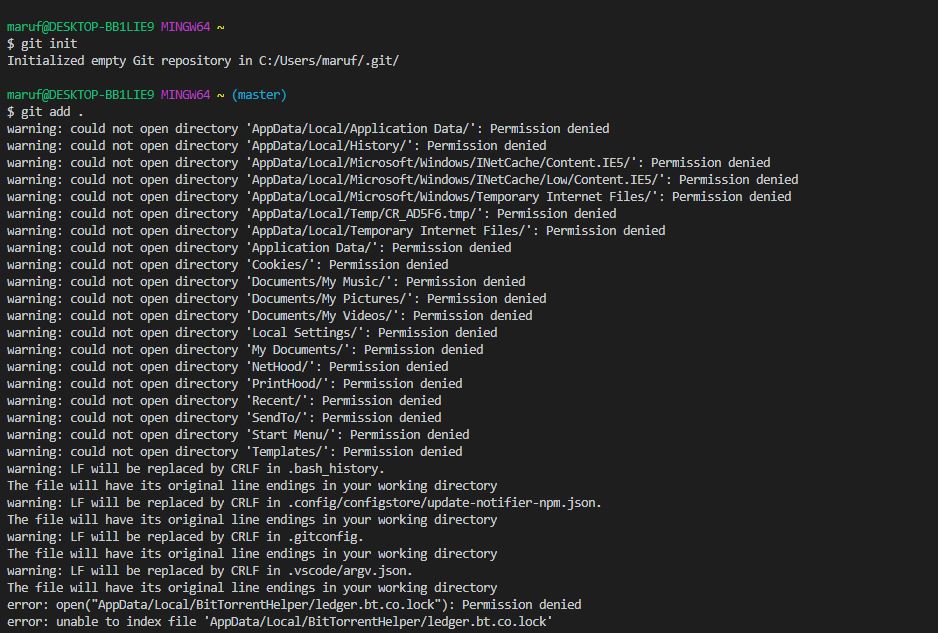 maruf@DESKTOP-BB1LIE9 MINGW64 ~
$ git init
Initialized empty Git repository in C:/Users/maruf/.git/
maruf@DESKTOP-BB1LIE9 MINGW64 ~ (master)
$ git add .
warning: could not open directory 'AppData/Local/Application Data/': Permission denied
warning: could not open directory 'AppData/Local/History/': Permission denied
warning: could not open directory 'AppData/Local/Microsoft/Windows/INetCache/Content.IE5/': Permission denied
warning: could not open directory 'AppData/Local/Microsoft/Windows/INetCache/Low/Content.IE5/': Permission denied
warning: could not open directory 'AppData/Local/Microsoft/Windows/Temporary Internet Files/': Permission denied
warning: could not open directory 'AppData/Local/Temp/CR_AD5F6.tmp/': Permission denied
warning: could not open directory 'AppData/Local/Temporary Internet Files/': Permission denied
warning: could not open directory 'Application Data/': Permission denied
warning: could not open directory 'Cookies/': Permission denied
warning: could not open directory 'Documents/My Music/': Permission denied
warning: could not open directory 'Documents/My Pictures/': Permission denied
warning: could not open directory 'Documents/My Videos/': Permission denied
warning: could not open directory 'Local Settings/': Permission denied
warning: could not open directory 'My Documents/': Permission denied
warning: could not open directory 'NetHood/': Permission denied
warning: could not open directory 'PrintHood/': Permission denied
warning: could not open directory 'Recent/': Permission denied
warning: could not open directory 'SendTo/': Permission denied
warning: could not open directory 'Start Menu/': Permission denied
warning: could not open directory 'Templates/': Permission denied
warning: LF will be replaced by CRLF in .bash_history.
The file will have its original line endings in your working directory
warning: LF will be replaced by CRLF in .config/configstore/update-notifier-npm.json.
The file will have its original line endings in your working directory
warning: LF will be replaced by CRLF in .gitconfig.
The file will have its original line endings in your working directory
warning: LF will be replaced by CRLF in .vscode/argv.json.
The file will have its original line endings in your working directory
error: open("AppData/Local/BitTorrentHelper/ledger.bt.co.lock"): Permission denied
error: unable to index file 'AppData/Local/BitTorrentHelper/ledger.bt.co.lock'